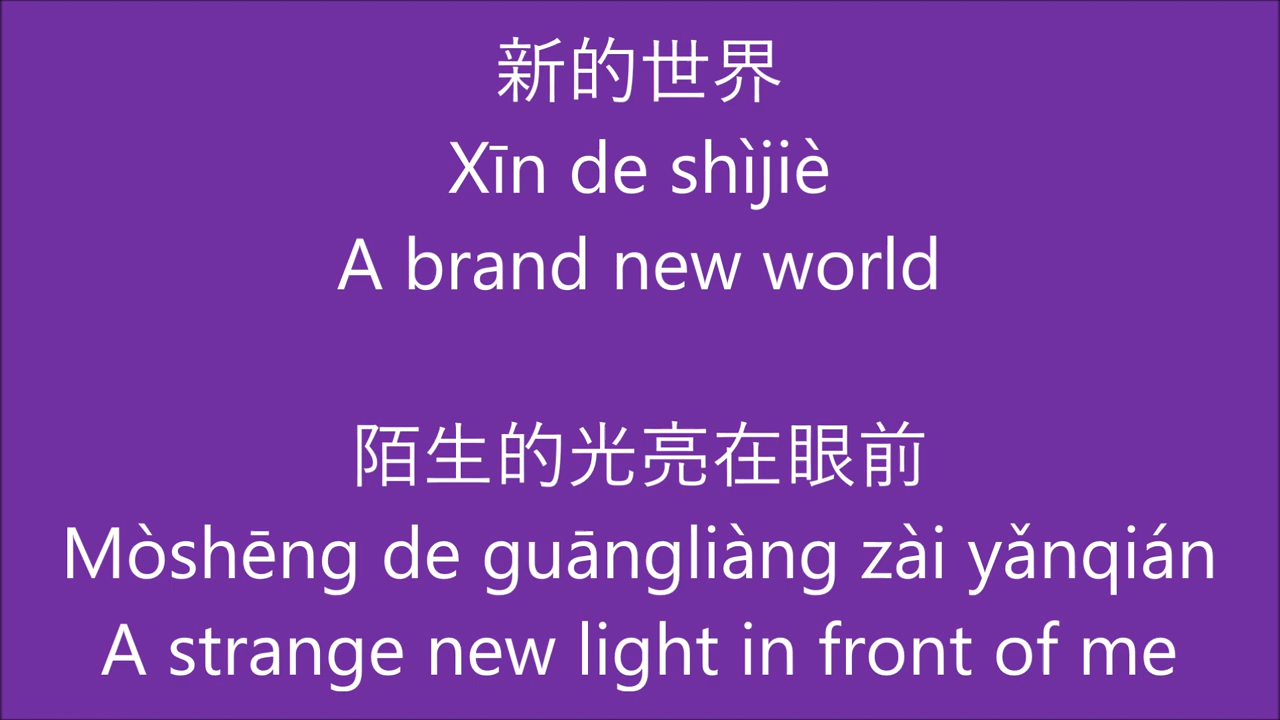 新的世界
Xīn de shìjiè
A brand new world
陌生的光亮在眼前
Mòshēng de guāngliàng zài yǎnqián
A strange new light in front of me